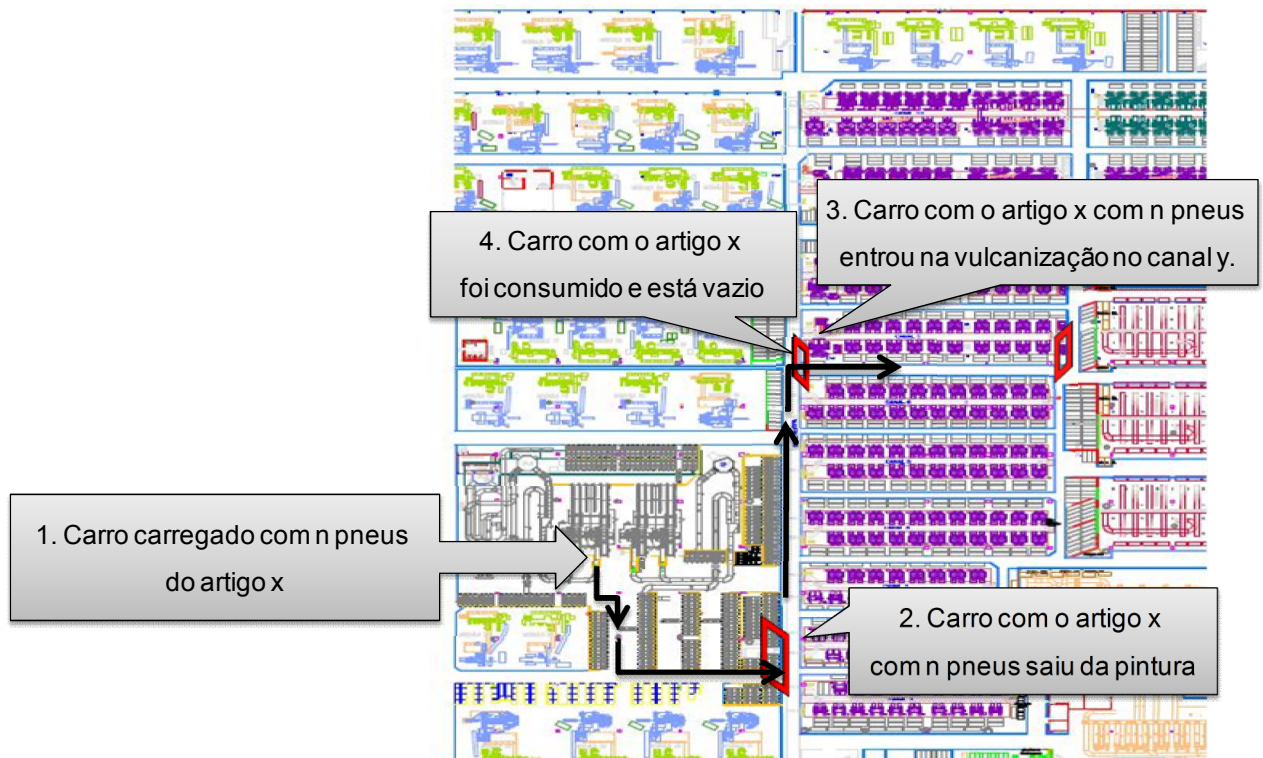 1. Carro carregado com n pneus
do artigo x
2. Carro com o artigo x
com n pneus saiu da pintura
3. Carro com o artigo x com n pneus
entrou na vulcanização no canal y.
4. Carro com o artigo x
foi consumido e está vazio